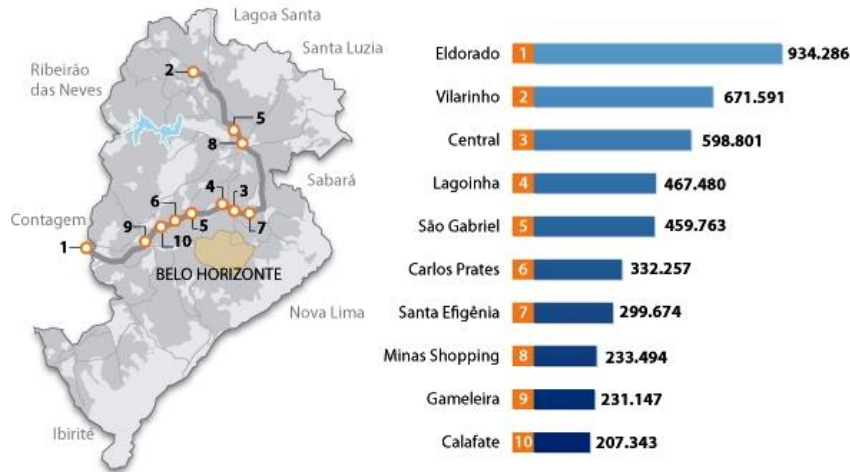 Lagoa Santa
Santa Luzia
Ribeirão
das Neves
2
5
8
Sabará
4
3
6
Contagem
9
5
7
1
10
BELO HORIZONTE
Nova Lima
Ibirité
Eldorado 1 934.286
Vilarinho 2 671.591
Central 3 598.801
Lagoinha 4 467.480
São Gabriel 5 459.763
Carlos Prates 6 332.257
Santa Efigênia 7 299.674
Minas Shopping 8 233.494
Gameleira 9 231.147
Calafate 10 207.343